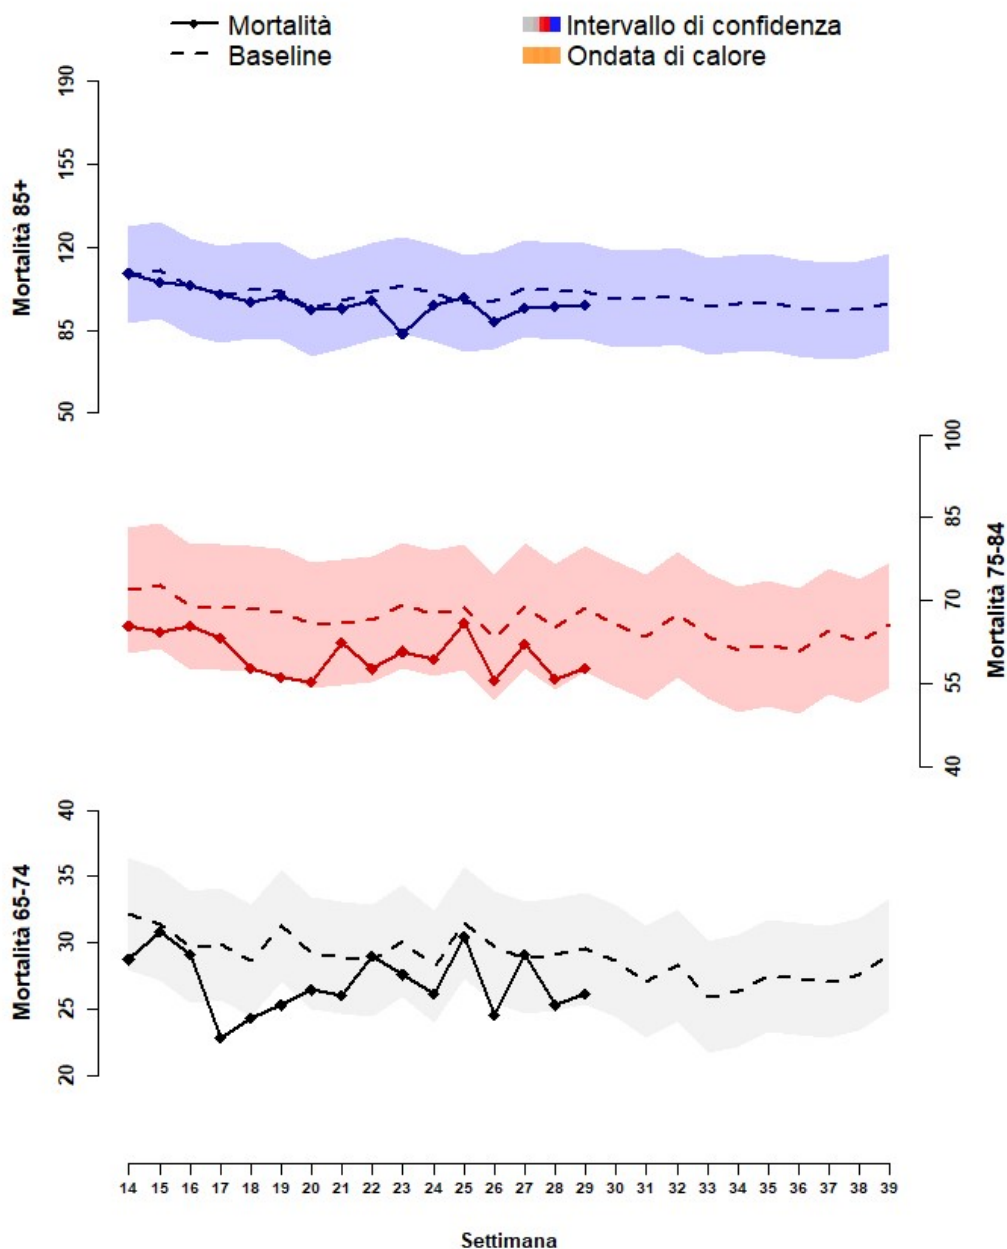 Mortalità
Intervallo di confidenza
Baseline
Ondata di calore
Mortalità 85+
190
155
120
85
50
Mortalità 75-84
100
85
70
55
40
Mortalità 65-74
40
35
30
25
20
14 15 16 17 18 19 20 21 22 23 24 25 26 27 28 29 30 31 32 33 34 35 36 37 38 39
Settimana